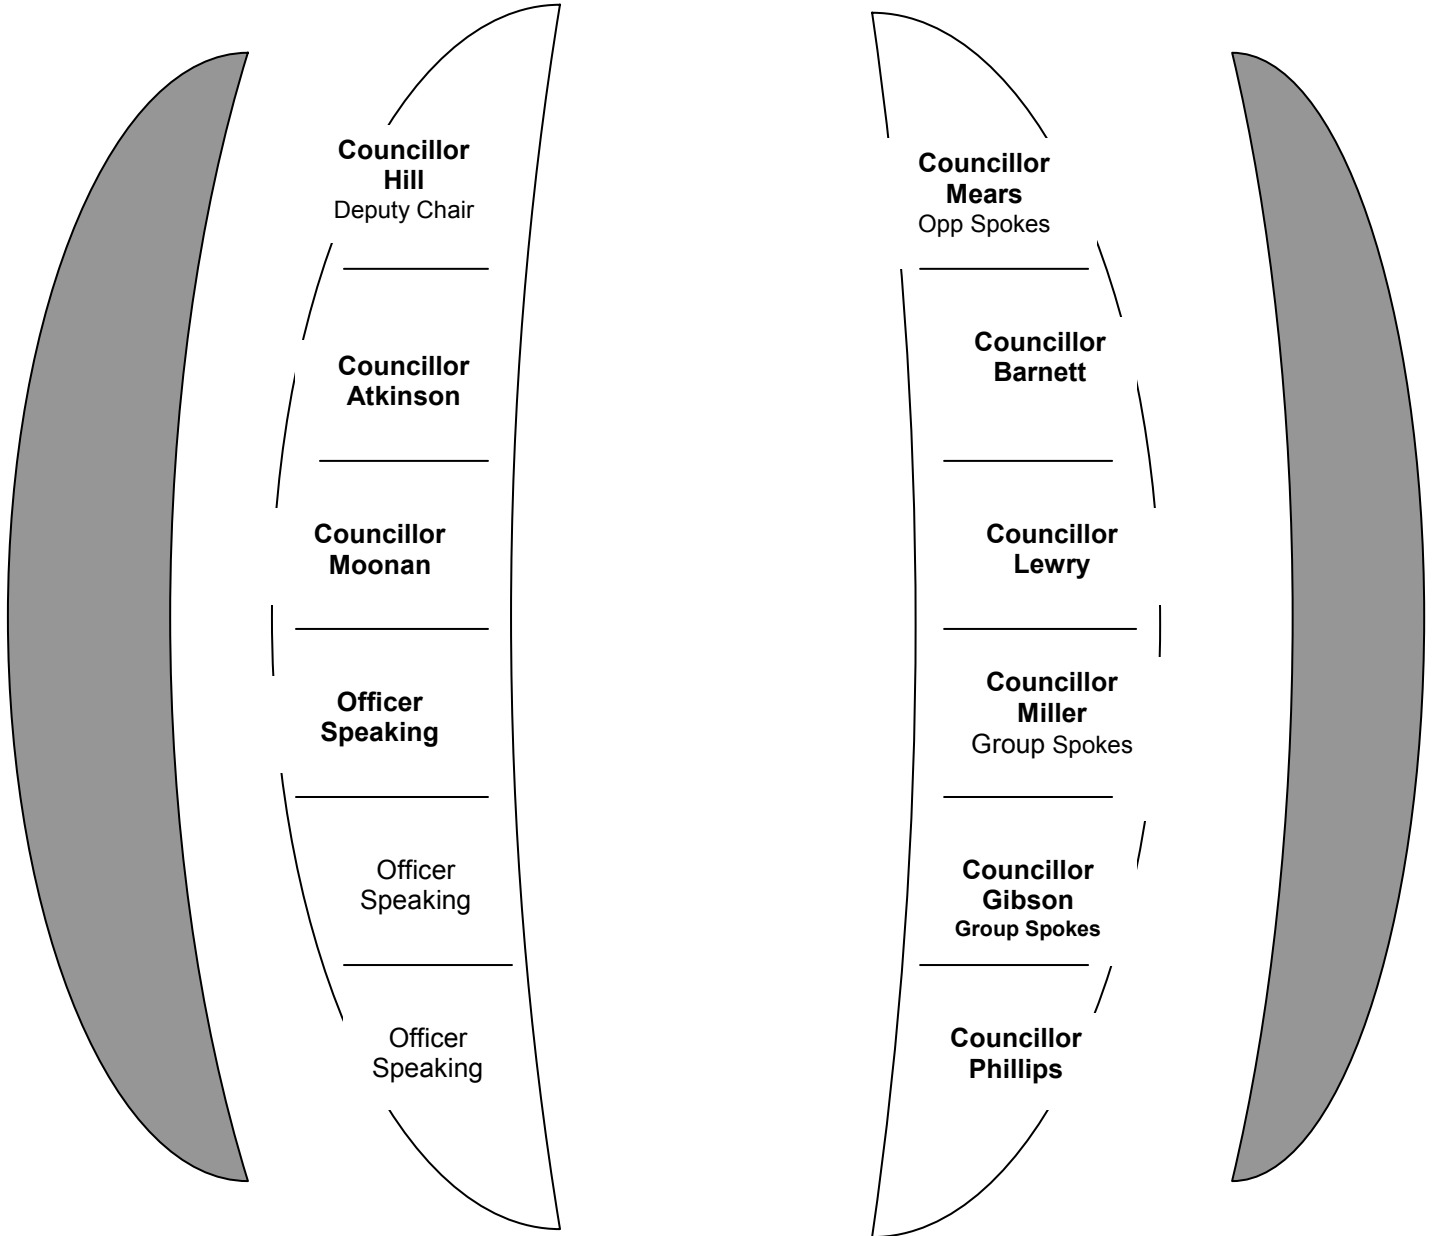 Councillor
Hill
Deputy Chair
Councillor
Atkinson
Councillor
Moonan
Officer
Speaking
Officer
Speaking
Officer
Speaking
Councillor
Mears
Opp Spokes
Councillor
Barnett
Councillor
Lewry
Councillor
Miller
Group Spokes
Councillor
Gibson
Group Spokes
Councillor
Phillips